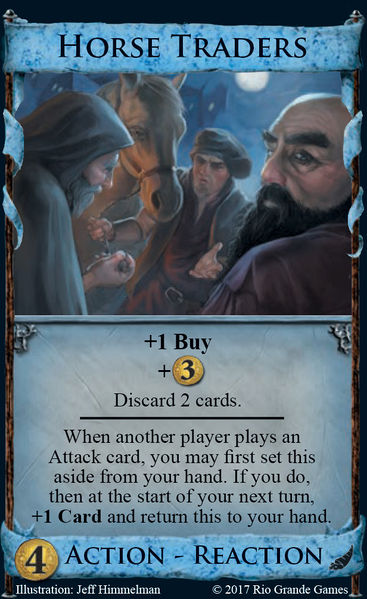 HORSE TRADERS
+1 Buy
+3
Discard 2 cards.
When another player plays an
Attack card, you may first set this
aside from your hand. If you do,
then at the start of your next turn,
+1 Card and return this to your hand.
4 ACTION - REACTION
Illustration: Jeff Himmelman © 2017 Rio Grande Games